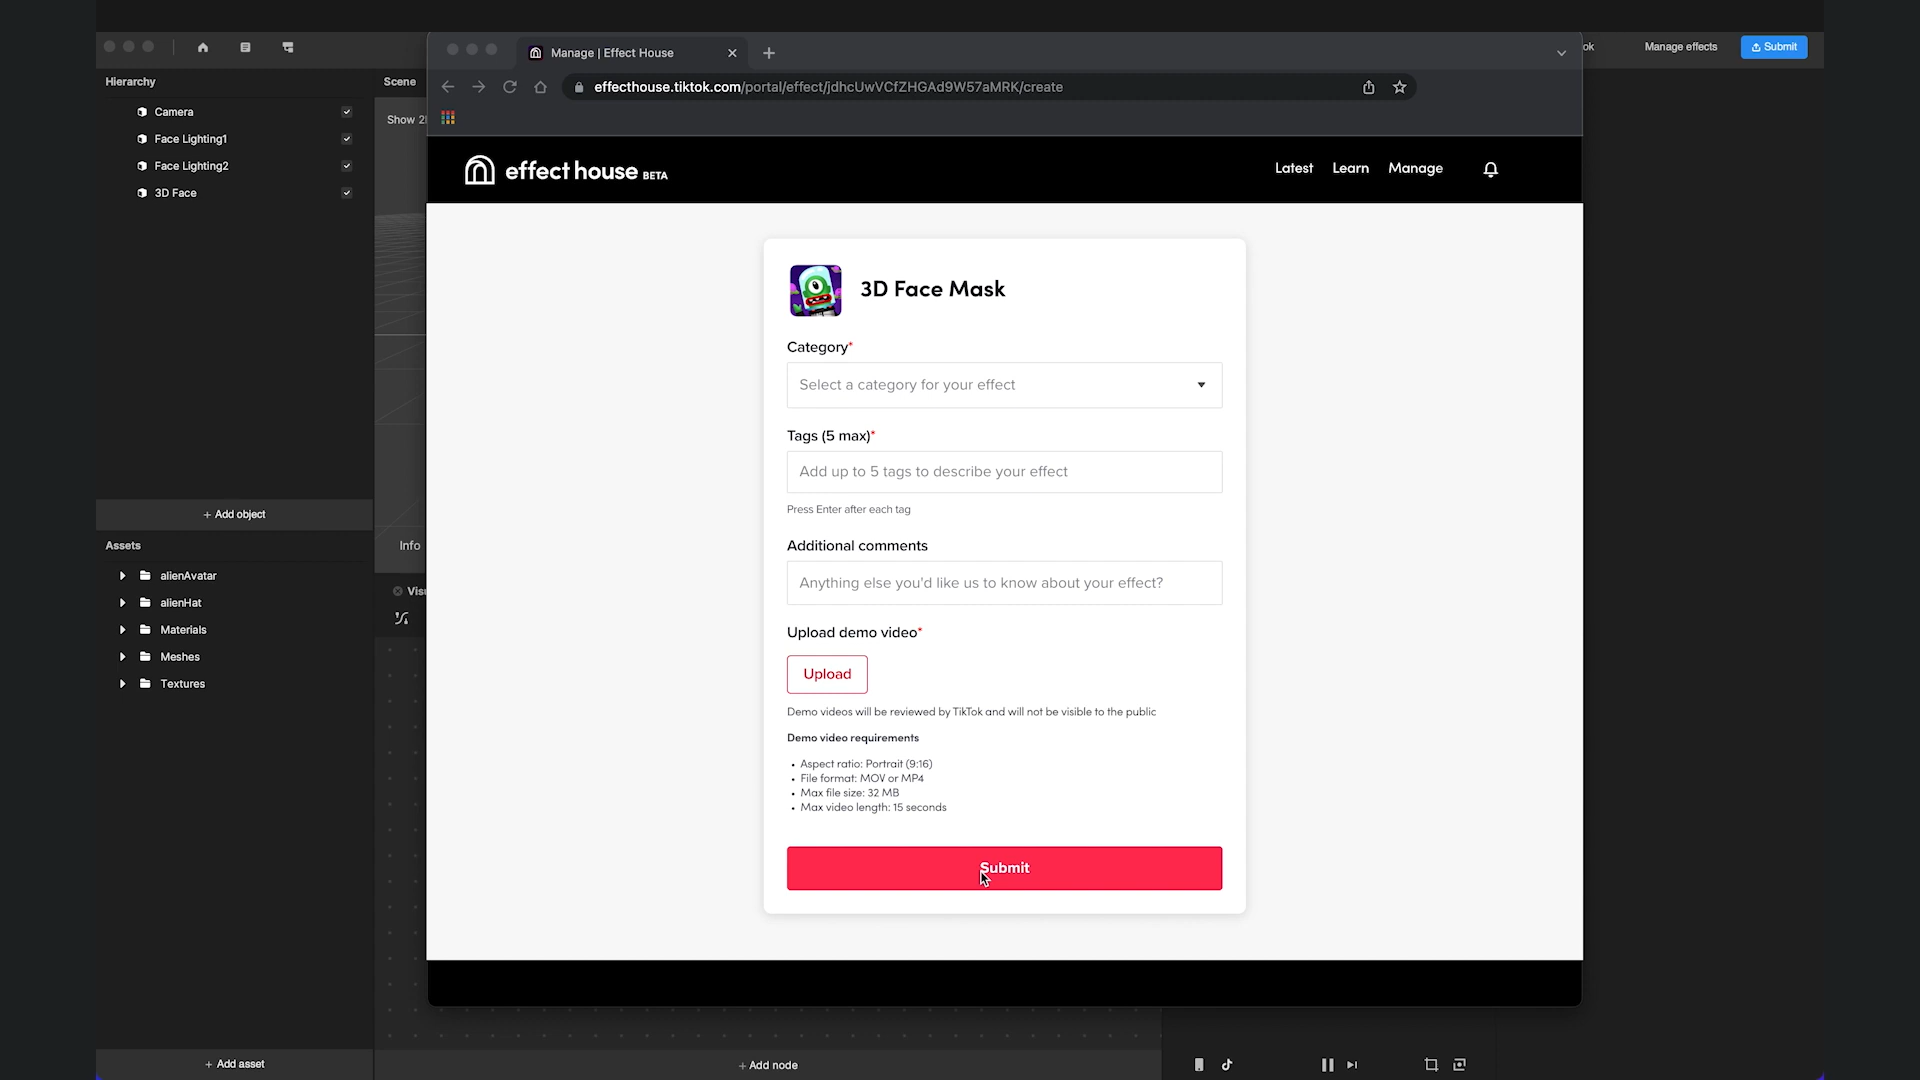 Manage | Effect House
ok
Manage effects
Submit
Hierarchy
Scene
effecthouse.tiktok.com/portal/effect/jdhcUwVCfZHGAd9W57aMRK/create
Camera
Show 2
Face Lighting1
Face Lighting2
3D Face
effect house BETA
Latest
Learn
Manage
3D Face Mask
Category*
Select a category for your effect
Tags (5 max)*
Add up to 5 tags to describe your effect
Press Enter after each tag
+ Add object
Assets
Info
Additional comments
Anything else you'd like us to know about your effect?
alienAvatar
Visu
alienHat
Materials
Meshes
Textures
Upload demo video*
Upload
Demo videos will be reviewed by TikTok and will not be visible to the public
Demo video requirements
• Aspect ratio: Portrait (9:16)
• File format: MOV or MP4
• Max file size: 32 MB
• Max video length: 15 seconds
Submit
+ Add asset
+ Add node